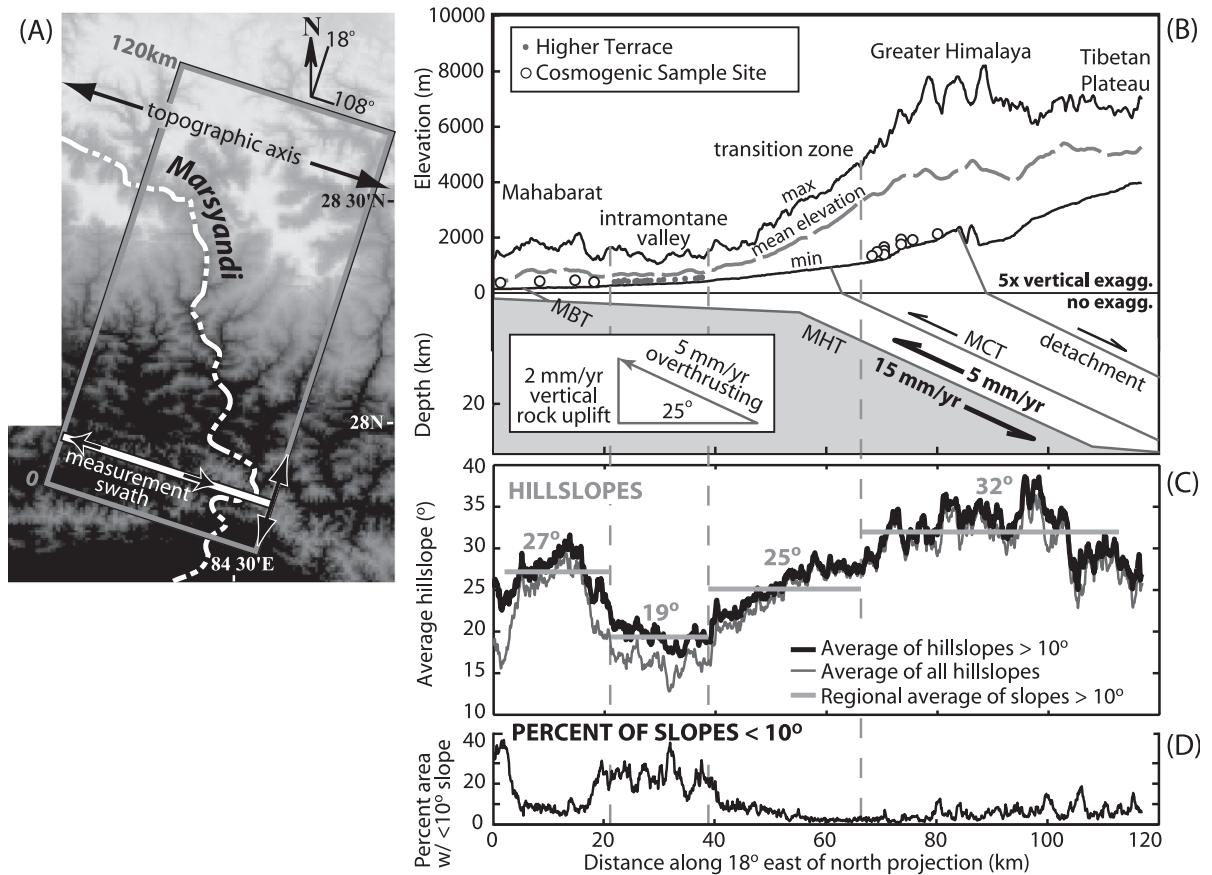 (A)
N
18°
108°
120km
topographic axis
Marsyandi
28 30'N
28N
measurement
swath
0
84 30'E
(B)
10000
8000
6000
4000
2000
0
20
Elevation (m)
Depth (km)
Higher Terrace
Cosmogenic Sample Site
Greater Himalaya
Tibetan
Plateau
transition zone
Mahabarat
intramontane
valley
max
mean elevation
min
5x vertical exagg.
no exagg.
MBT
MHT
MCT
detachment
15 mm/yr
5 mm/yr
2 mm/yr
vertical
rock uplift
5 mm/yr
overthrusting
25°
(C)
40
35
30
25
20
15
10
Average hillslope (°)
HILLSLOPES
27°
19°
25°
32°
Average of hillslopes > 10°
Average of all hillslopes
Regional average of slopes > 10°
(D)
PERCENT OF SLOPES < 10°
40
20
0
Percent area
w/ <10° slope
0 20 40 60 80 100 120
Distance along 18° east of north projection (km)